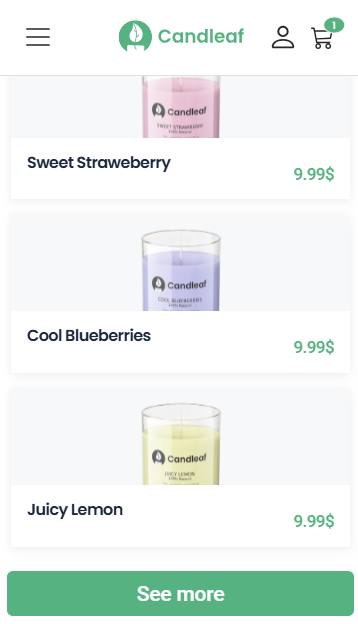 Candleaf
1
Candleaf
SWEET STRAWBERRY
100% Natural
Sweet Straweberry
9.99$
Candleaf
COOL BLUEBERRIES
100% Natural
Cool Blueberries
9.99$
Candleaf
JUICY LEMON
100% Natural
Juicy Lemon
9.99$
See more